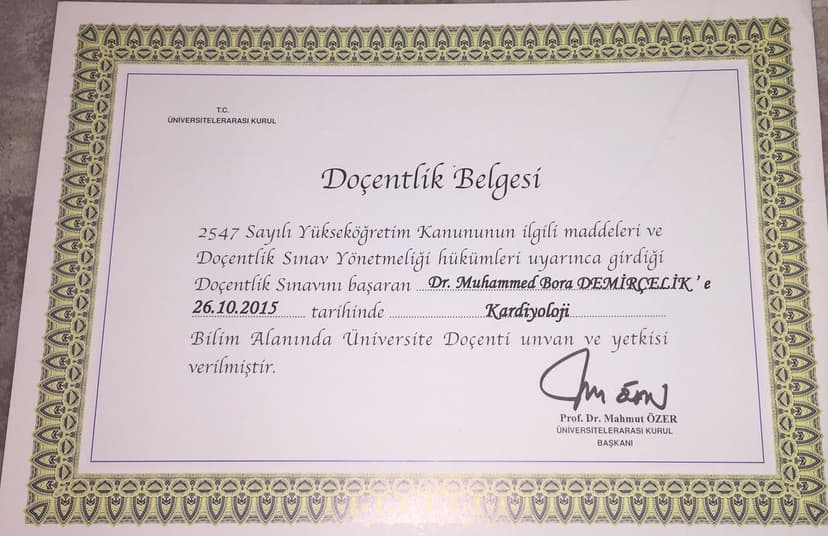 T.C.
ÜNİVERSİTELERARASI KURUL
Doçentlik Belgesi
2547 Sayılı Yükseköğretim Kanununun ilgili maddeleri ve
Doçentlik Sınav Yönetmeliği hükümleri uyarınca girdiği
Doçentlik Sınavını başaran Dr. Muhammed Bora DEMİRÇELİK ' e
26.10.2015 tarihinde Kardiyoloji
Bilim Alanında Üniversite Doçenti unvan ve yetkisi
verilmiştir.
Prof. Dr. Mahmut ÖZER
ÜNİVERSİTELERARASI KURUL
BAŞKANI